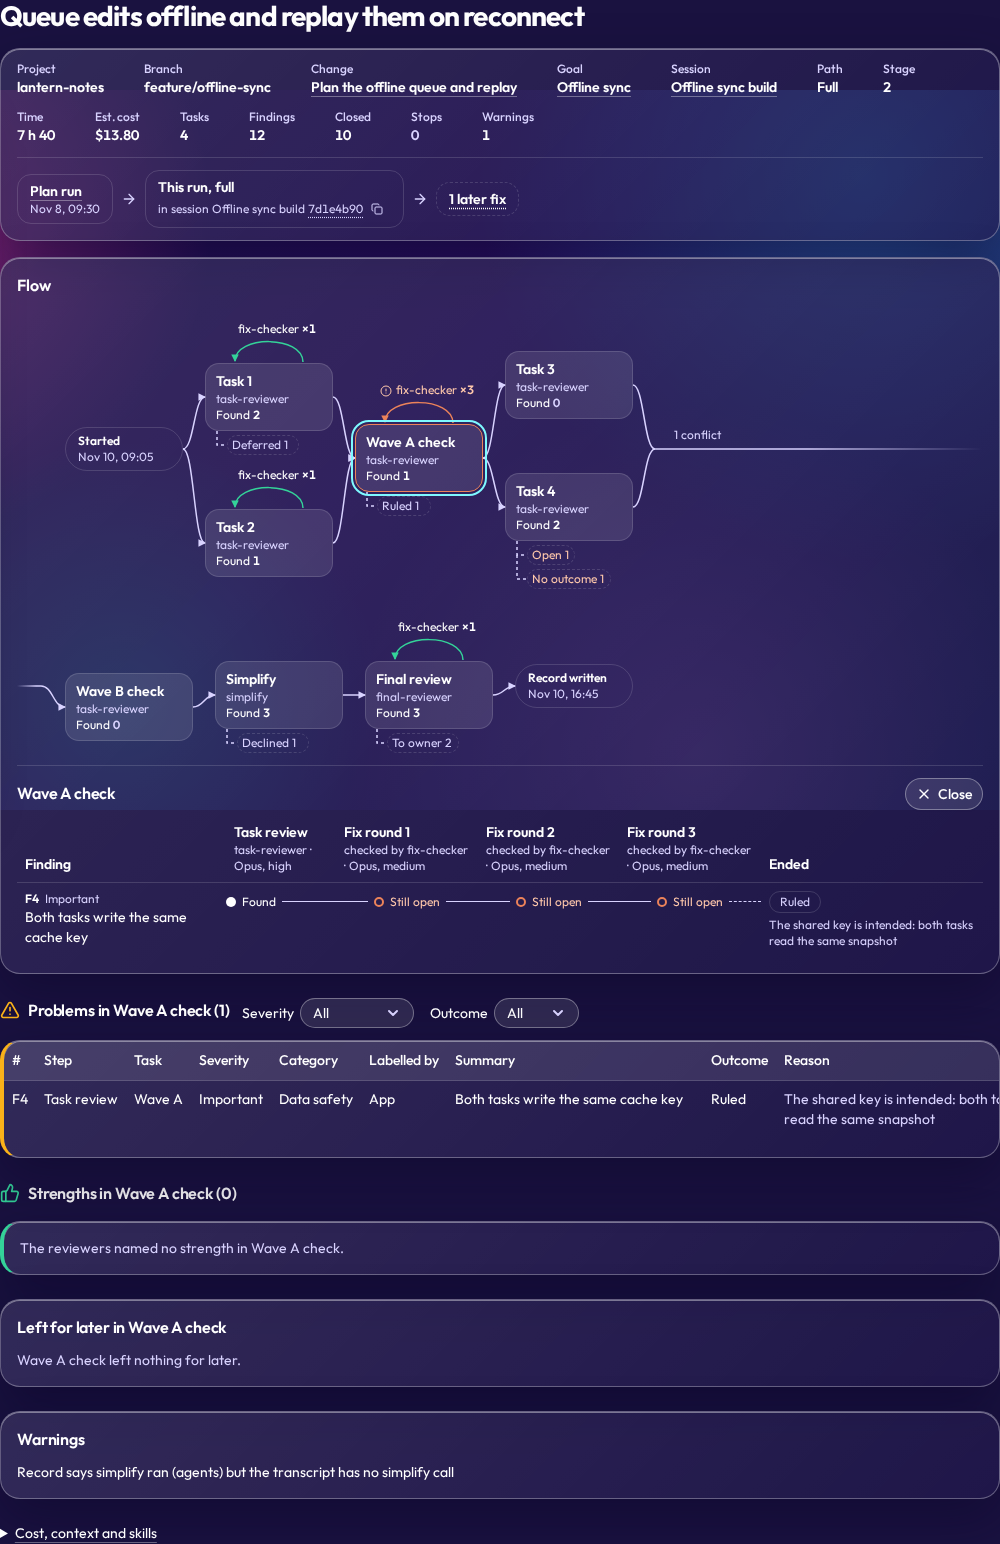 Queue edits offline and replay them on reconnect
Project
lantern-notes
Branch
feature/offline-sync
Change
Plan the offline queue and replay
Goal
Offline sync
Session
Offline sync build
Path
Full
Stage
2
Time
7 h 40
Est. cost
$13.80
Tasks
4
Findings
12
Closed
10
Stops
0
Warnings
1
Plan run
Nov 8, 09:30
This run, full
in session Offline sync build 7d1e4b90
1 later fix
Flow
fix-checker ×1
Task 1
task-reviewer
Found 2
Deferred 1
Started
Nov 10, 09:05
fix-checker ×1
Task 2
task-reviewer
Found 1
fix-checker ×3
Wave A check
task-reviewer
Found 1
Ruled 1
Task 3
task-reviewer
Found 0
1 conflict
Task 4
task-reviewer
Found 2
Open 1
No outcome 1
Wave B check
task-reviewer
Found 0
Simplify
simplify
Found 3
Declined 1
fix-checker ×1
Final review
final-reviewer
Found 3
To owner 2
Record written
Nov 10, 16:45
Wave A check
Close
Finding
Task review
task-reviewer ·
Opus, high
Fix round 1
checked by fix-checker
· Opus, medium
Fix round 2
checked by fix-checker
· Opus, medium
Fix round 3
checked by fix-checker
· Opus, medium
Ended
F4 Important
Both tasks write the same
cache key
Found
Still open
Still open
Still open
Ruled
The shared key is intended: both tasks
read the same snapshot
Problems in Wave A check (1)
Severity
All
Outcome
All
# Step Task Severity Category Labelled by Summary Outcome Reason
F4 Task review Wave A Important Data safety App Both tasks write the same cache key Ruled The shared key is intended: both
read the same snapshot
Strengths in Wave A check (0)
The reviewers named no strength in Wave A check.
Left for later in Wave A check
Wave A check left nothing for later.
Warnings
Record says simplify ran (agents) but the transcript has no simplify call
Cost, context and skills